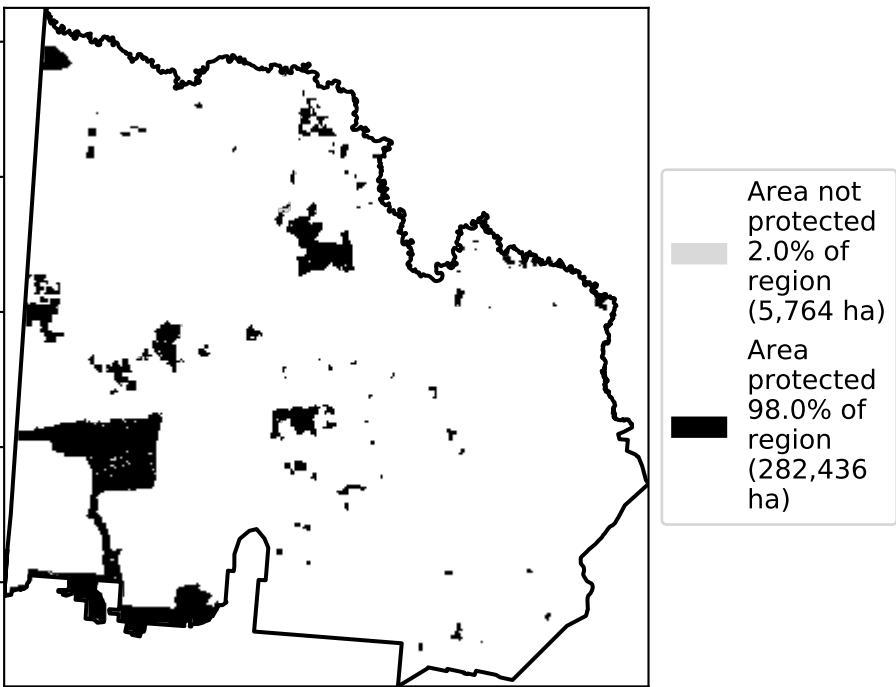 Area not
protected
2.0% of
region
(5,764 ha)
Area
protected
98.0% of
region
(282,436
ha)